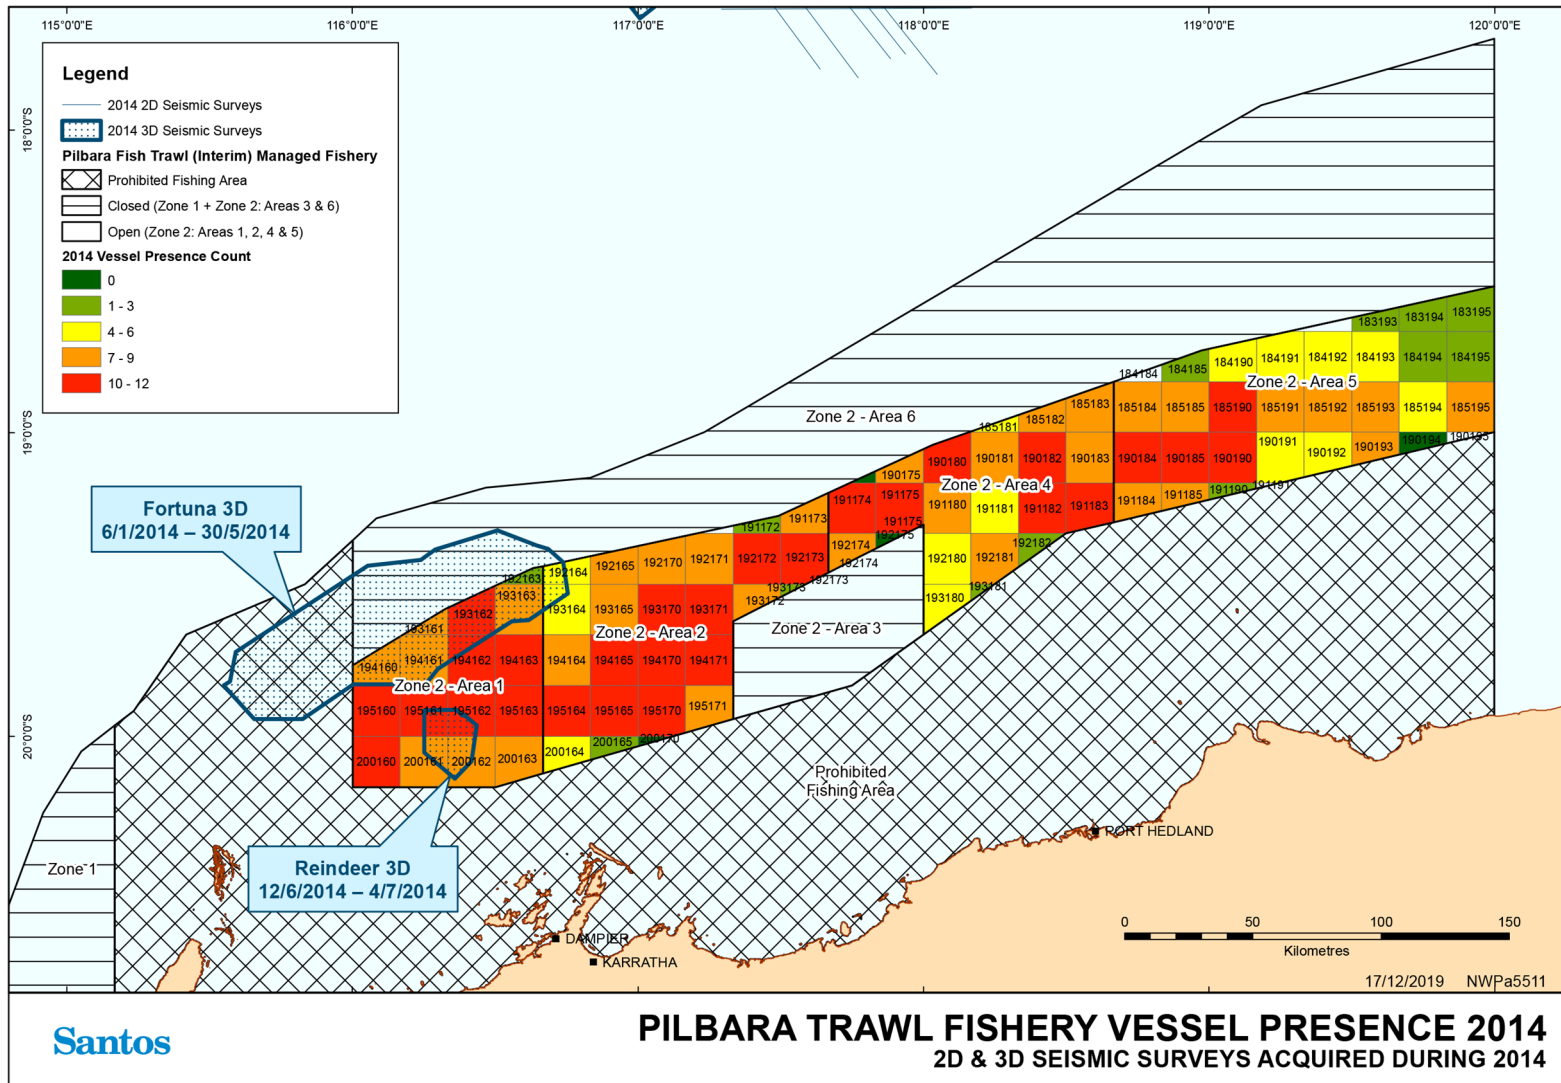 115°0'0"E
116°0'0"E
117°0'0"E
118°0'0"E
119°0'0"E
120°0'0"E
18°0'0"S
19°0'0"S
20°0'0"S
Legend
2014 2D Seismic Surveys
2014 3D Seismic Surveys
Pilbara Fish Trawl (Interim) Managed Fishery
Prohibited Fishing Area
Closed (Zone 1 + Zone 2: Areas 3 & 6)
Open (Zone 2: Areas 1, 2, 4 & 5)
2014 Vessel Presence Count
0
1 - 3
4 - 6
7 - 9
10 - 12
183193
183194
183195
184184
184185
184190
184191
184192
184193
184194
184195
Zone 2 - Area 5
185181
185182
185183
185184
185185
185190
185191
185192
185193
185194
185195
Zone 2 - Area 6
190175
190180
190181
190182
190183
190184
190185
190190
190191
190192
190193
190194
190195
Zone 2 - Area 4
191172
191173
191174
191175
191175
191180
191181
191182
191183
191184
191185
191190
191191
Fortuna 3D
6/1/2014 – 30/5/2014
192163
192164
192165
192170
192171
192172
192173
192174
192175
192174
192173
192180
192181
192182
193161
193162
193163
193164
193165
193170
193171
193172
193173
193180
193181
Zone 2 - Area 2
Zone 2 - Area 3
194160
194161
194162
194163
194164
194165
194170
194171
Zone 2 - Area 1
195160
195161
195162
195163
195164
195165
195170
195171
200160
200161
200162
200163
200164
200165
200170
Prohibited
Fishing Area
Reindeer 3D
12/6/2014 – 4/7/2014
Zone 1
PORT HEDLAND
DAMPIER
KARRATHA
0
50
100
150
Kilometres
17/12/2019 NWPa5511
Santos
PILBARA TRAWL FISHERY VESSEL PRESENCE 2014
2D & 3D SEISMIC SURVEYS ACQUIRED DURING 2014